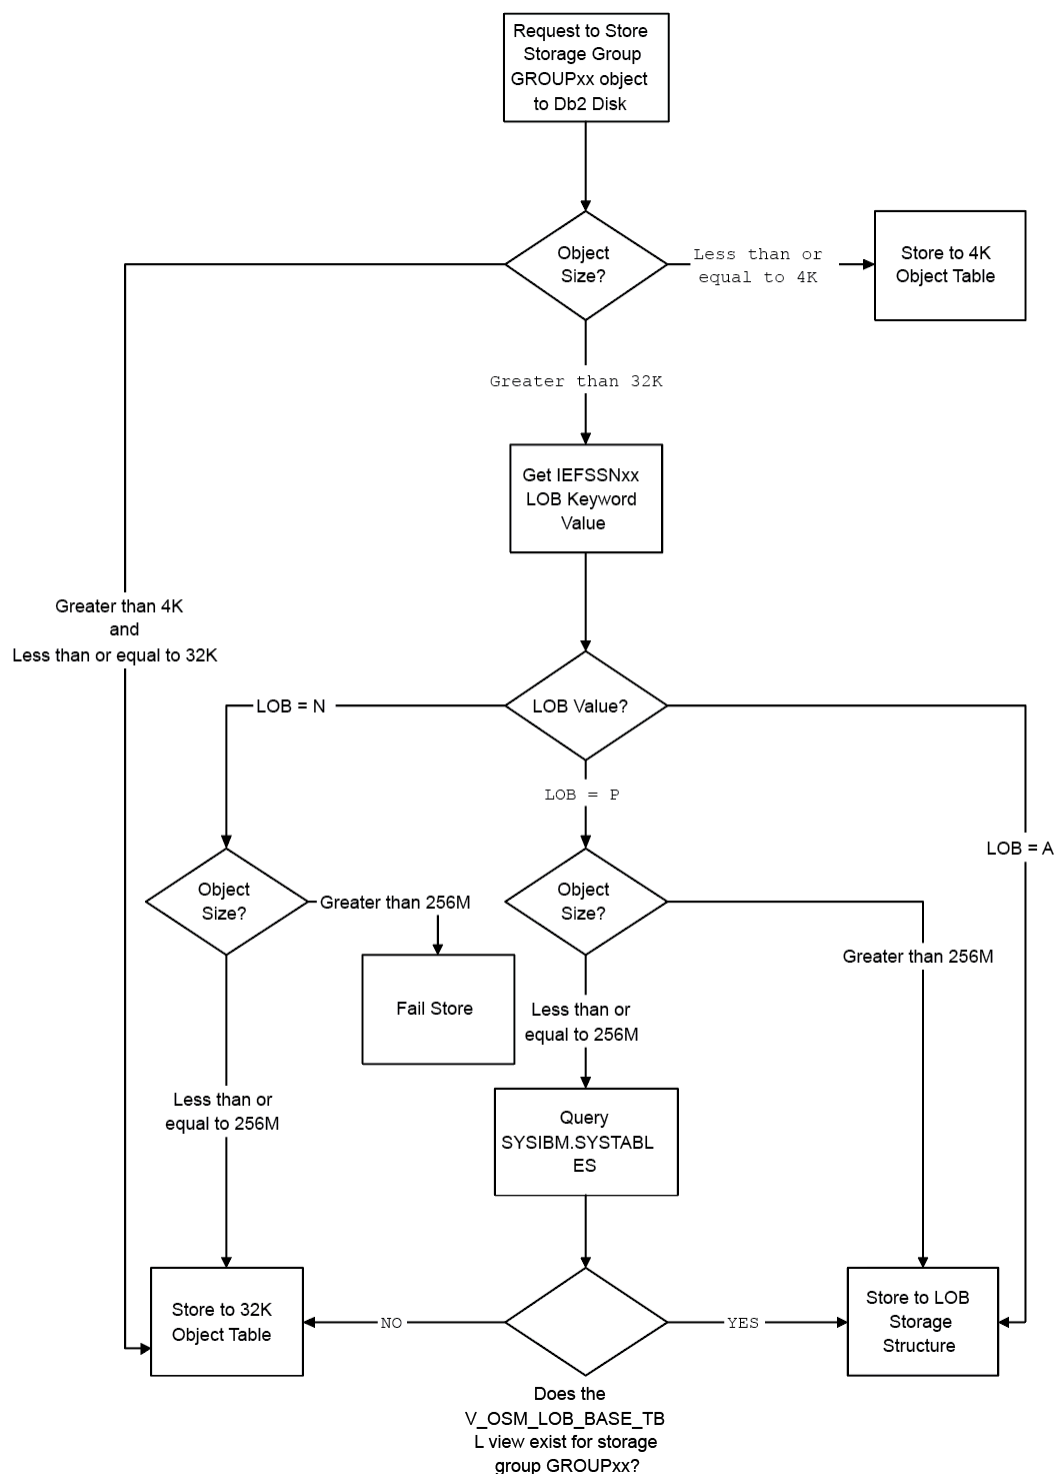 Request to Store
Storage Group
GROUPxx object
to Db2 Disk
Object
Size?
Less than or
equal to 4K
Store to 4K
Object Table
Greater than 32K
Get IEFSSNxx
LOB Keyword
Value
Greater than 4K
and
Less than or equal to 32K
LOB = N
LOB Value?
LOB = P
LOB = A
Object
Size?
Greater than 256M
Object
Size?
Greater than 256M
Fail Store
Less than or
equal to 256M
Less than or
equal to 256M
Query
SYSIBM.SYSTABL
ES
Store to 32K
Object Table
NO
YES
Store to LOB
Storage
Structure
Does the
V_OSM_LOB_BASE_TB
L view exist for storage
group GROUPxx?